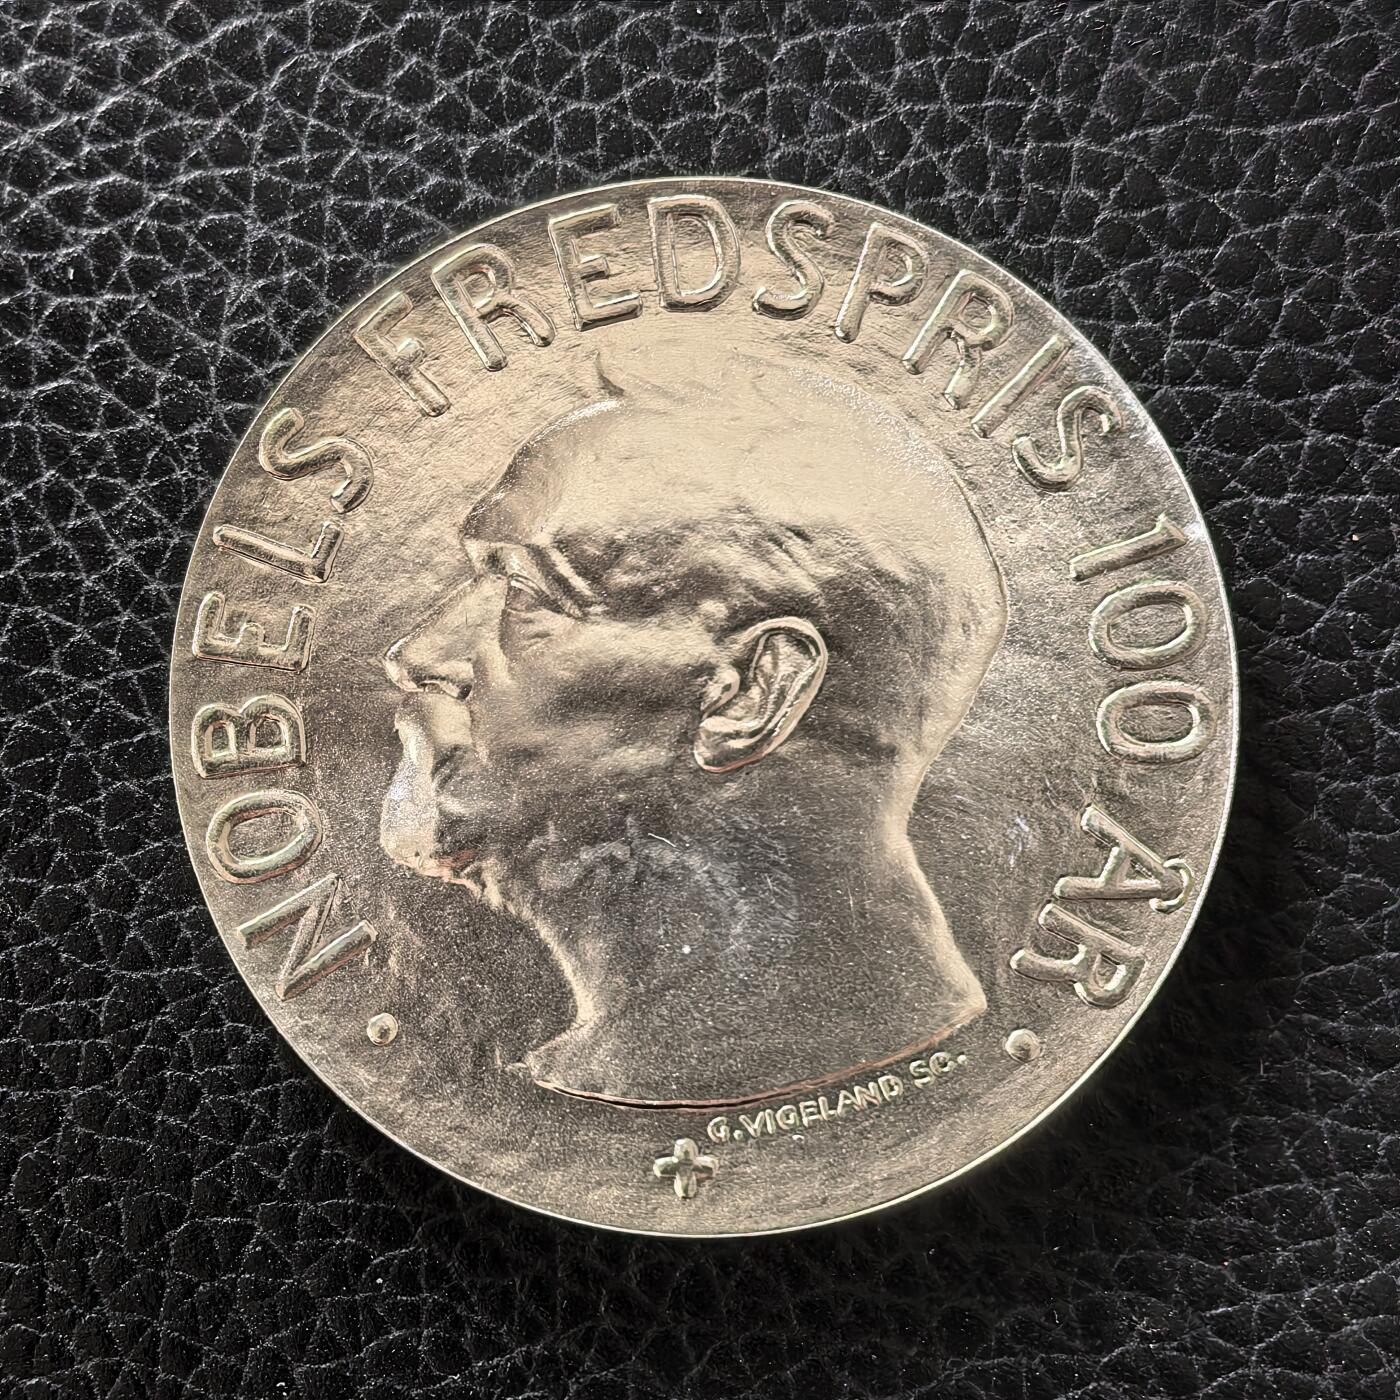 NOBELS FREDSPRIS 100 ÅR
G.VIGELAND SC.